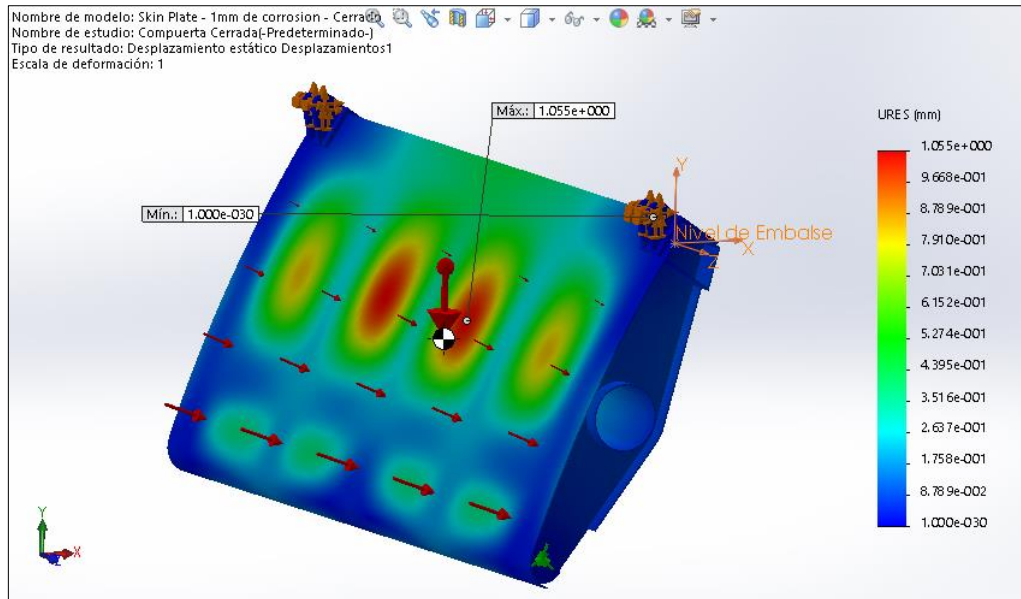 Nombre de modelo: Skin Plate - 1mm de corrosion - Cerrada
Nombre de estudio: Compuerta Cerrada(-Predeterminado-)
Tipo de resultado: Desplazamiento estático Desplazamientos1
Escala de deformación: 1
Máx.: 1.055e+000
URES (mm)
1.055e+000
9.668e-001
8.789e-001
7.910e-001
7.031e-001
6.152e-001
5.274e-001
4.395e-001
3.516e-001
2.637e-001
1.758e-001
8.789e-002
1.000e-030
Mín.: 1.000e-030
Y
Nivel de Embalse
X
Z
Y
X
Z